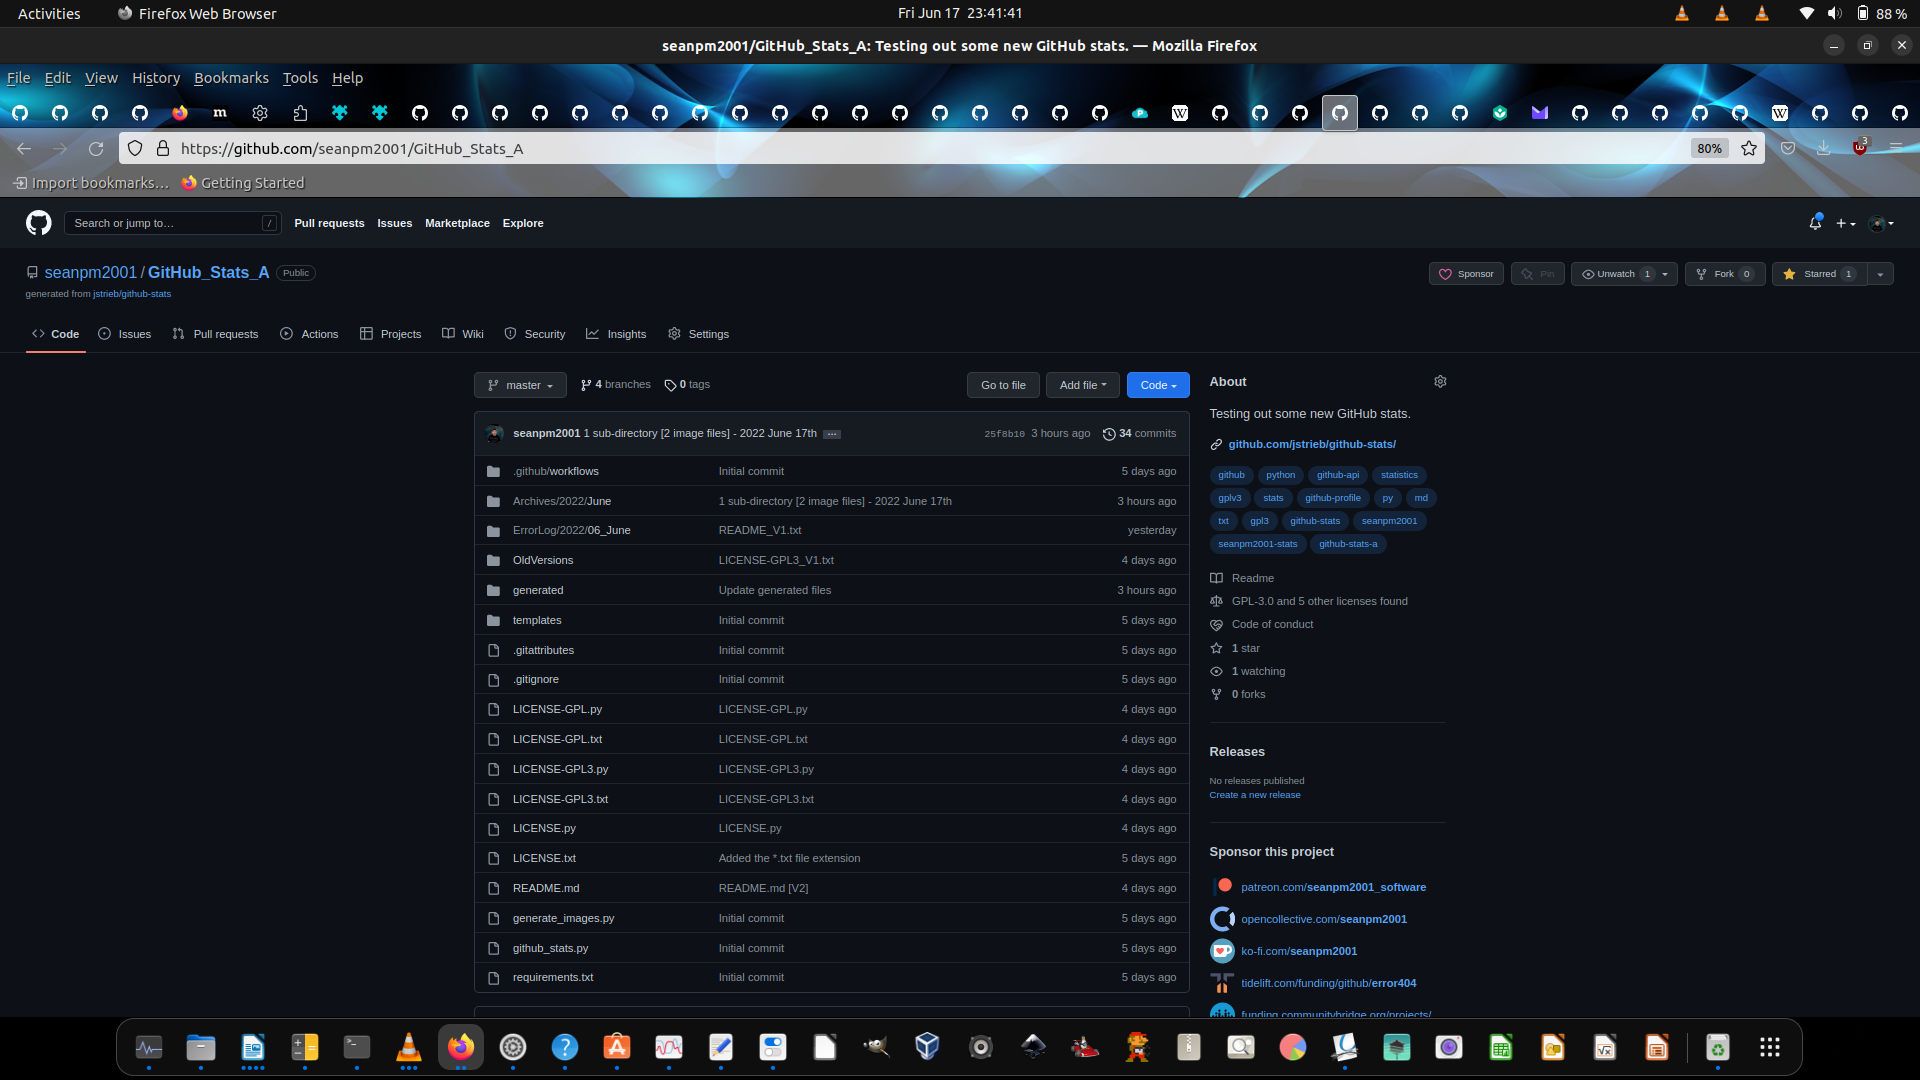 Activities
Firefox Web Browser
Fri Jun 17  23:41:41
88 %
seanpm2001/GitHub_Stats_A: Testing out some new GitHub stats. — Mozilla Firefox
File Edit View History Bookmarks Tools Help
https://github.com/seanpm2001/GitHub_Stats_A
80%
3
Import bookmarks…
Getting Started
Search or jump to…
/
Pull requests Issues Marketplace Explore
seanpm2001 / GitHub_Stats_A Public
generated from jstrieb/github-stats
Sponsor
Pin
Unwatch 1
Fork 0
Starred 1
Code
Issues
Pull requests
Actions
Projects
Wiki
Security
Insights
Settings
master
4 branches
0 tags
Go to file
Add file
Code
seanpm2001 1 sub-directory [2 image files] - 2022 June 17th
25f8b10 3 hours ago
34 commits
.github/workflows Initial commit 5 days ago
Archives/2022/June 1 sub-directory [2 image files] - 2022 June 17th 3 hours ago
ErrorLog/2022/06_June README_V1.txt yesterday
OldVersions LICENSE-GPL3_V1.txt 4 days ago
generated Update generated files 3 hours ago
templates Initial commit 5 days ago
.gitattributes Initial commit 5 days ago
.gitignore Initial commit 5 days ago
LICENSE-GPL.py LICENSE-GPL.py 4 days ago
LICENSE-GPL.txt LICENSE-GPL.txt 4 days ago
LICENSE-GPL3.py LICENSE-GPL3.py 4 days ago
LICENSE-GPL3.txt LICENSE-GPL3.txt 4 days ago
LICENSE.py LICENSE.py 4 days ago
LICENSE.txt Added the *.txt file extension 5 days ago
README.md README.md [V2] 4 days ago
generate_images.py Initial commit 5 days ago
github_stats.py Initial commit 5 days ago
requirements.txt Initial commit 5 days ago
About
Testing out some new GitHub stats.
github.com/jstrieb/github-stats/
github python github-api statistics
gplv3 stats github-profile py md
txt gpl3 github-stats seanpm2001
seanpm2001-stats github-stats-a
Readme
GPL-3.0 and 5 other licenses found
Code of conduct
1 star
1 watching
0 forks
Releases
No releases published
Create a new release
Sponsor this project
patreon.com/seanpm2001_software
opencollective.com/seanpm2001
ko-fi.com/seanpm2001
tidelift.com/funding/github/error404
funding.communitybridge.org/projects/